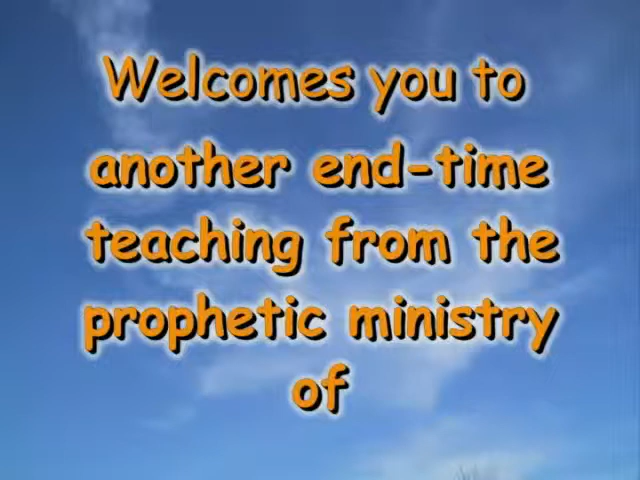 Welcomes you to
another end-time
teaching from the
prophetic ministry
of